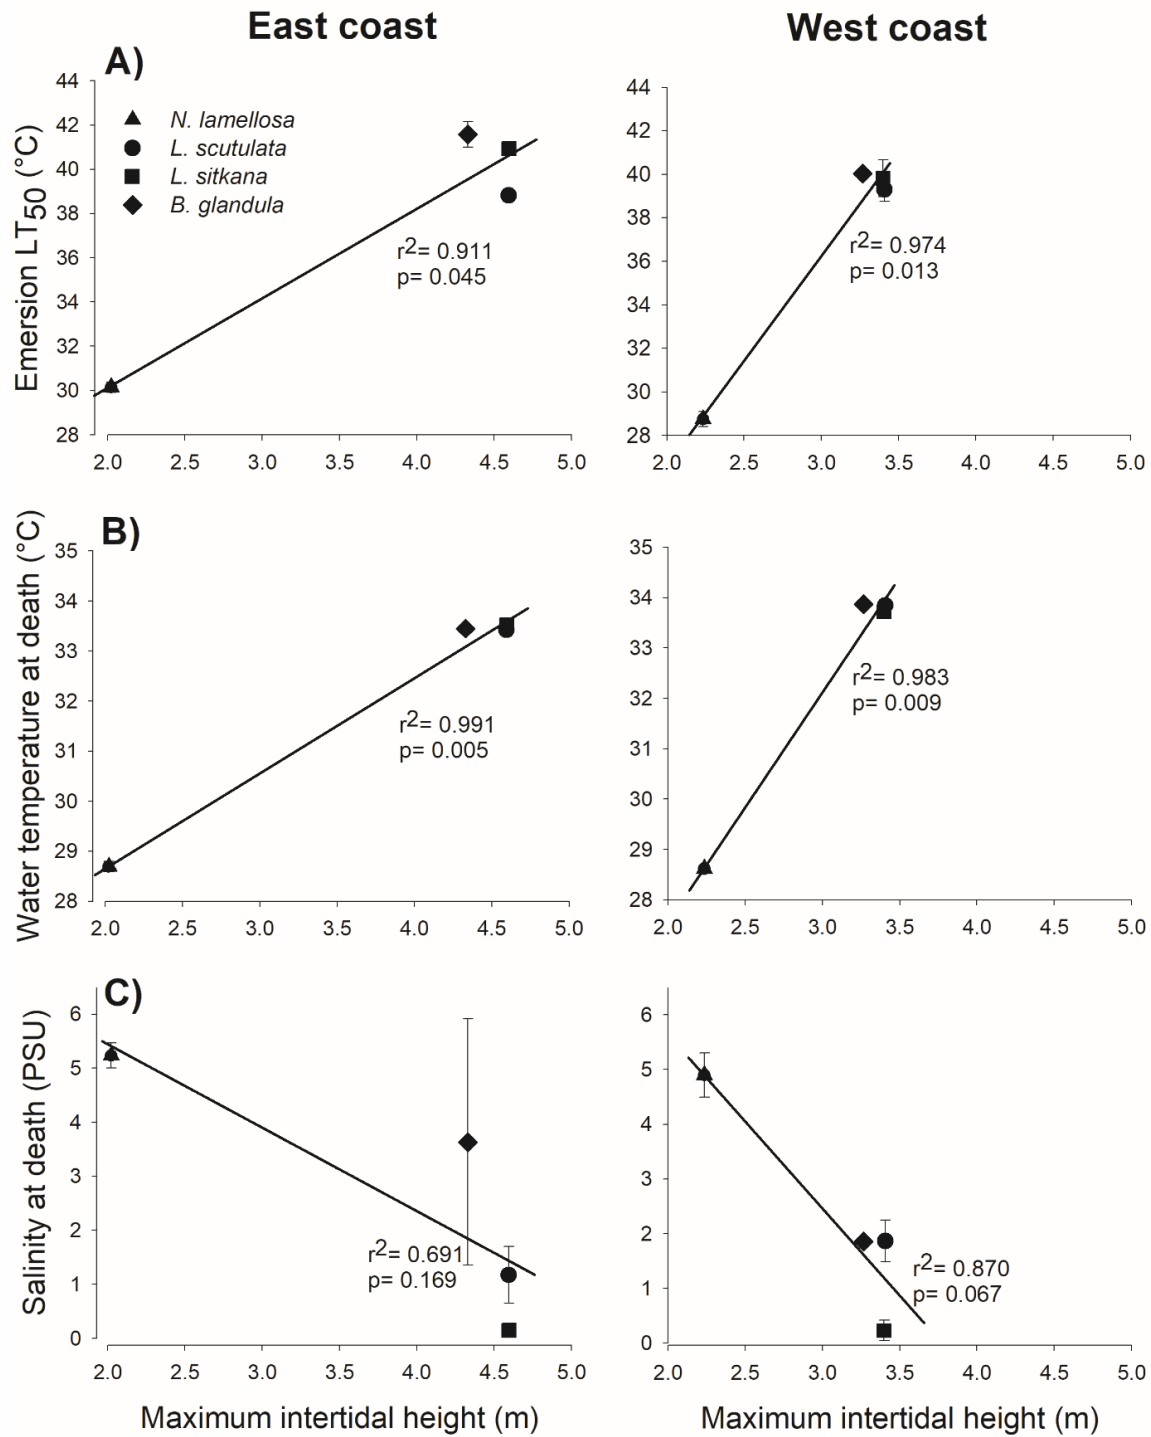 East coast
West coast
A)
Emersion LT50 (°C)
44
42
40
38
36
34
32
30
28
N. lamellosa
L. scutulata
L. sitkana
B. glandula
r2= 0.911
p= 0.045
2.0 2.5 3.0 3.5 4.0 4.5 5.0
44
42
40
38
36
34
32
30
28
r2= 0.974
p= 0.013
2.0 2.5 3.0 3.5 4.0 4.5 5.0
B)
Water temperature at death (°C)
35
34
33
32
31
30
29
28
r2= 0.991
p= 0.005
2.0 2.5 3.0 3.5 4.0 4.5 5.0
35
34
33
32
31
30
29
28
r2= 0.983
p= 0.009
2.0 2.5 3.0 3.5 4.0 4.5 5.0
C)
Salinity at death (PSU)
6
5
4
3
2
1
0
r2= 0.691
p= 0.169
2.0 2.5 3.0 3.5 4.0 4.5 5.0
Maximum intertidal height (m)
6
5
4
3
2
1
0
r2= 0.870
p= 0.067
2.0 2.5 3.0 3.5 4.0 4.5 5.0
Maximum intertidal height (m)